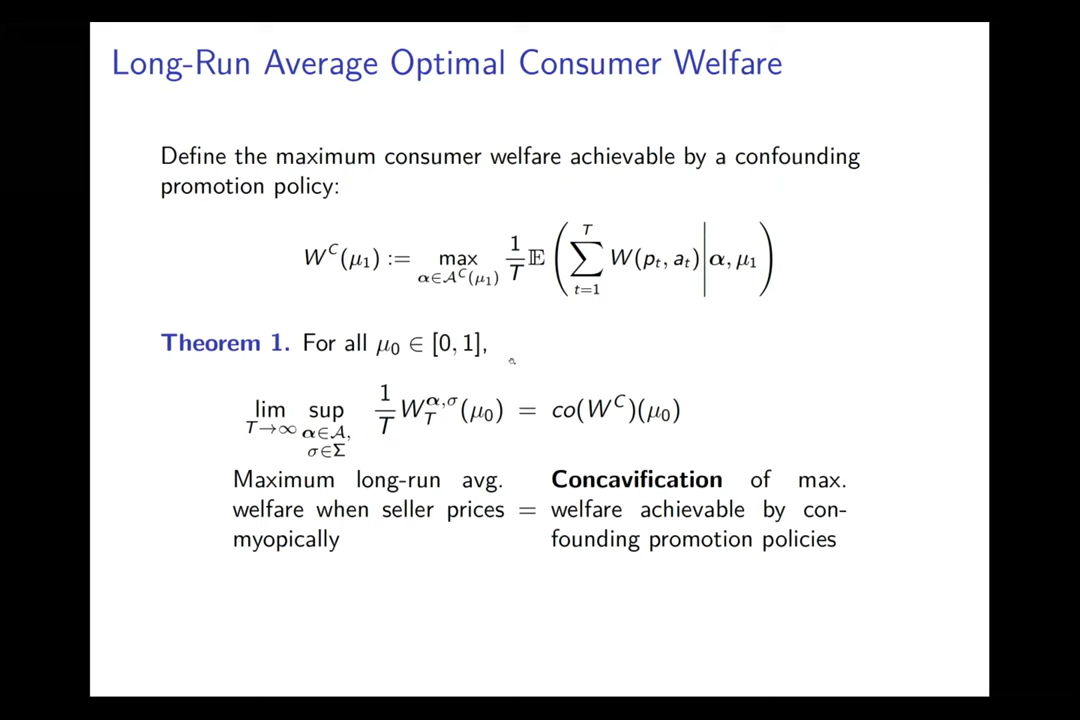 Long-Run Average Optimal Consumer Welfare
Define the maximum consumer welfare achievable by a confounding
promotion policy:
W^C(μ₁) := max_{α∈𝒜^C(μ₁)} 1/T 𝔼 ( ∑_{t=1}^{T} W(p_t, a_t) | α, μ₁ )
Theorem 1. For all μ₀ ∈ [0, 1],
lim_{T→∞} sup_{α∈𝒜, σ∈Σ} 1/T W_T^{α,σ}(μ₀) = co(W^C)(μ₀)
Maximum long-run avg. welfare when seller prices myopically
=
Concavification of max. welfare achievable by con-
founding promotion policies